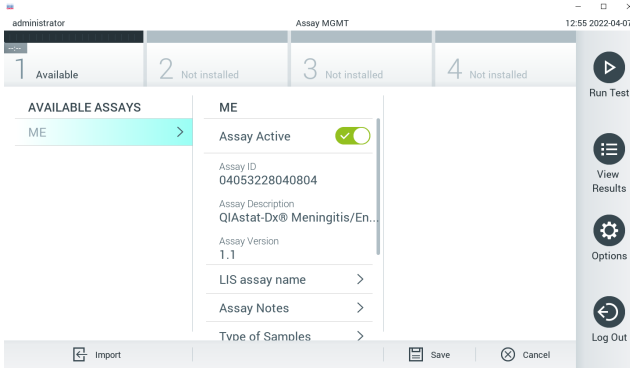 administrator
Assay MGMT
12:55 2022-04-07
--:--
1 Available
2 Not installed
3 Not installed
4 Not installed
Run Test
AVAILABLE ASSAYS
ME
ME
Assay Active
Assay ID
04053228040804
Assay Description
QIAstat-Dx® Meningitis/En...
Assay Version
1.1
LIS assay name
Assay Notes
Type of Samples
View
Results
Options
Log Out
Import
Save
Cancel